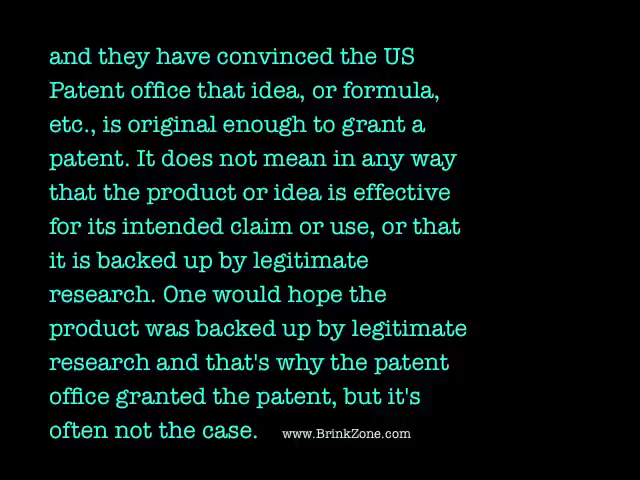 and they have convinced the US
Patent office that idea, or formula,
etc., is original enough to grant a
patent. It does not mean in any way
that the product or idea is effective
for its intended claim or use, or that
it is backed up by legitimate
research. One would hope the
product was backed up by legitimate
research and that's why the patent
office granted the patent, but it's
often not the case. www.BrinkZone.com